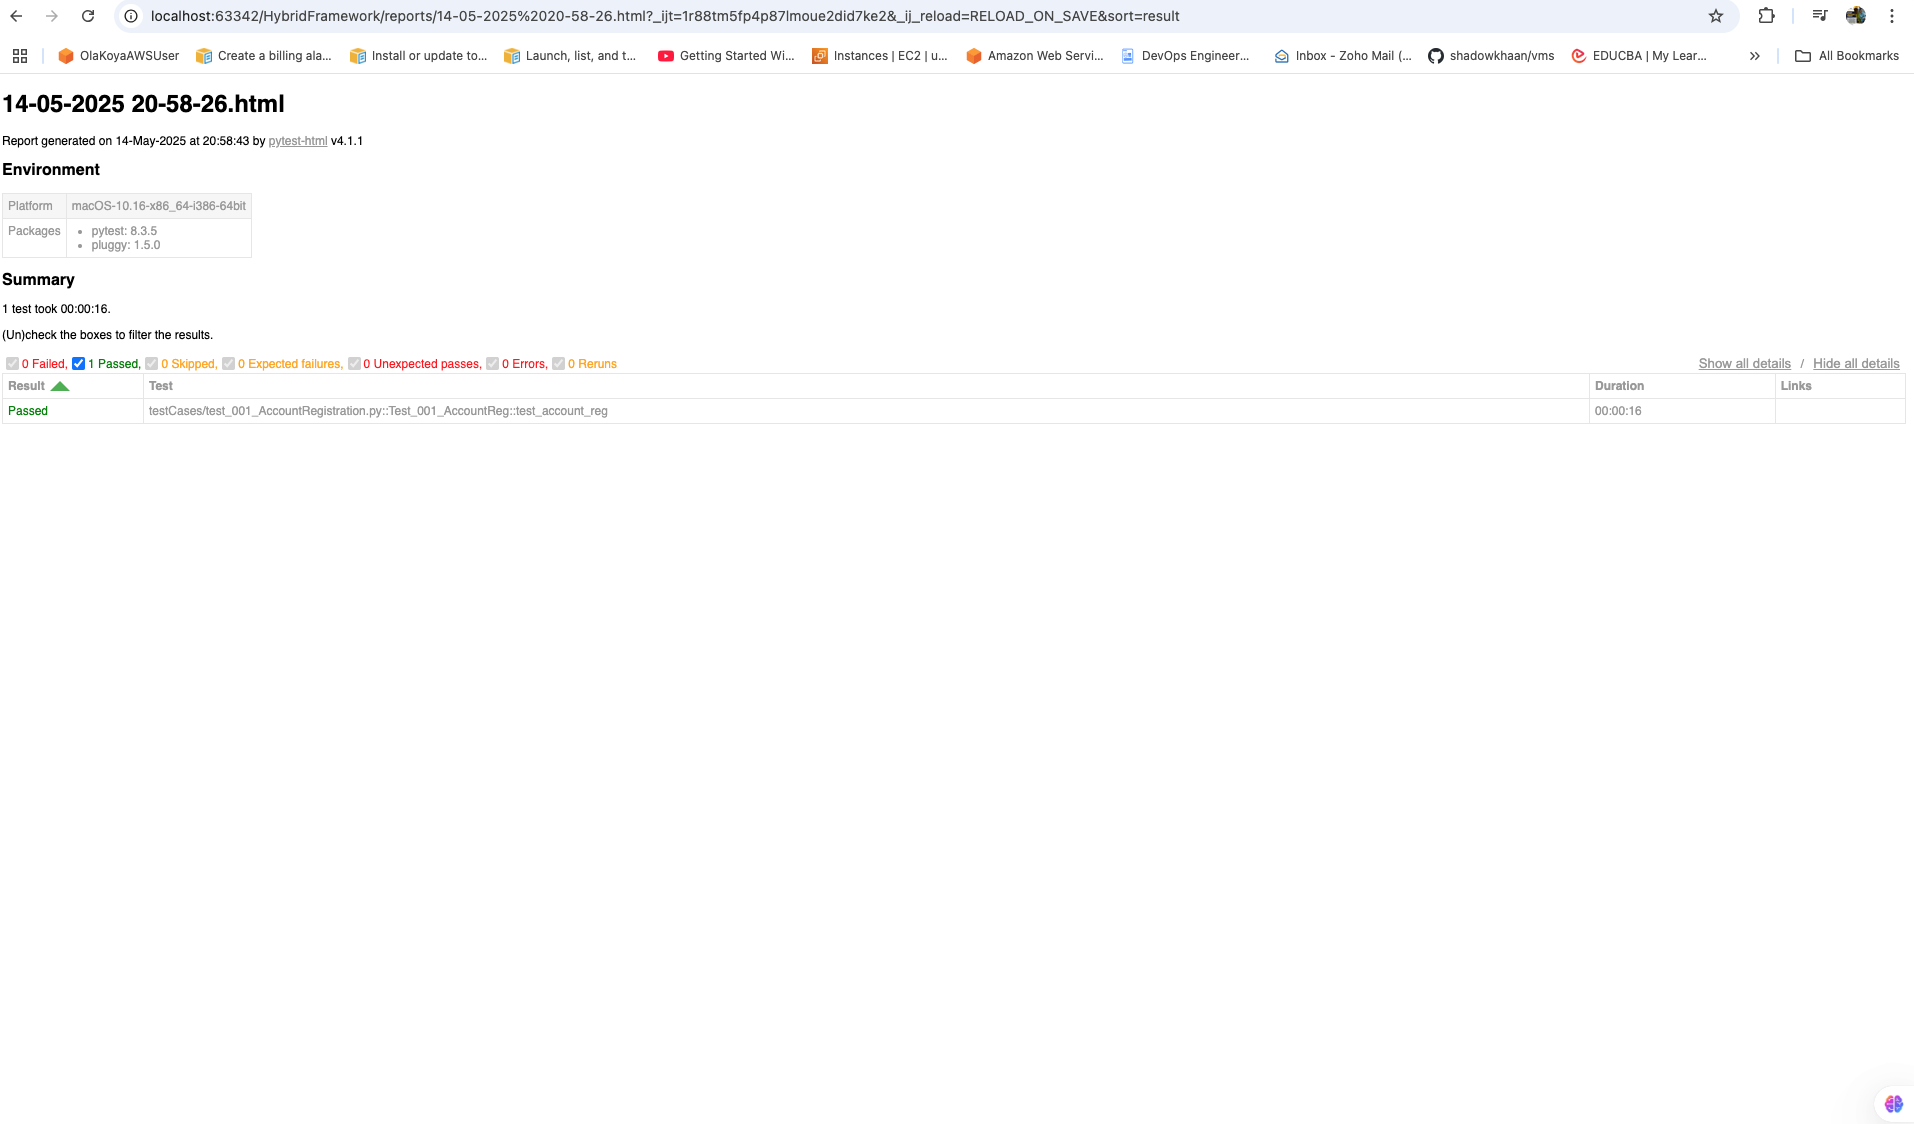 localhost:63342/HybridFramework/reports/14-05-2025%2020-58-26.html?_ijt=1r88tm5fp4p87lmoue2did7ke2&_ij_reload=RELOAD_ON_SAVE&sort=result
OlaKoyaAWSUser Create a billing ala... Install or update to... Launch, list, and t... Getting Started Wi... Instances | EC2 | u... Amazon Web Servi... DevOps Engineer... Inbox - Zoho Mail (... shadowkhaan/vms EDUCBA | My Lear... All Bookmarks
14-05-2025 20-58-26.html
Report generated on 14-May-2025 at 20:58:43 by pytest-html v4.1.1
Environment
Platform macOS-10.16-x86_64-i386-64bit
Packages • pytest: 8.3.5
• pluggy: 1.5.0
Summary
1 test took 00:00:16.
(Un)check the boxes to filter the results.
0 Failed, 1 Passed, 0 Skipped, 0 Expected failures, 0 Unexpected passes, 0 Errors, 0 Reruns Show all details / Hide all details
Result Test Duration Links
Passed testCases/test_001_AccountRegistration.py::Test_001_AccountReg::test_account_reg 00:00:16